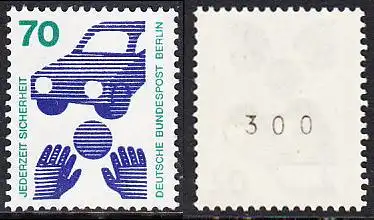 70
JEDERZEIT SICHERHEIT
DEUTSCHE BUNDESPOST BERLIN
300